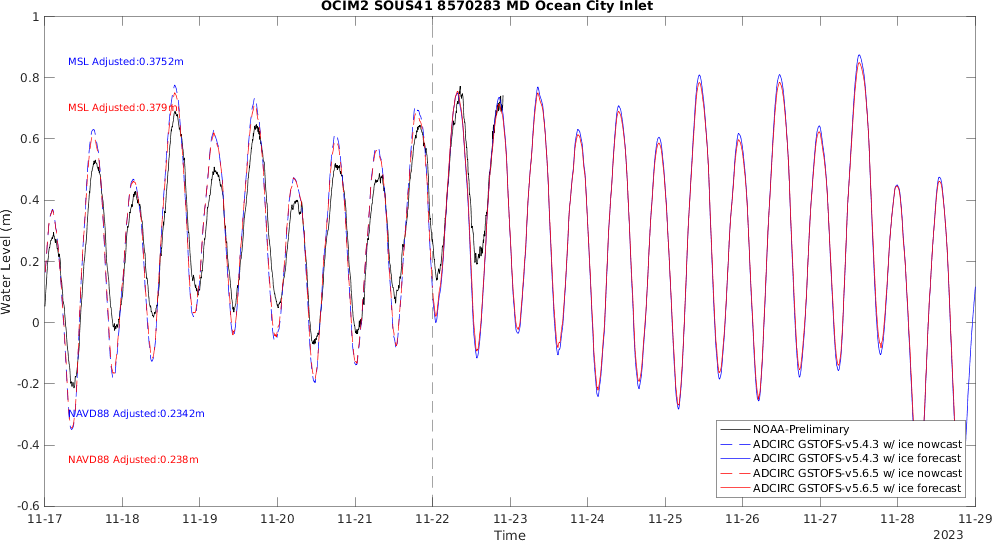 OCIM2 SOUS41 8570283 MD Ocean City Inlet
1
0.8
0.6
0.4
0.2
0
-0.2
-0.4
-0.6
Water Level (m)
MSL Adjusted:0.3752m
MSL Adjusted:0.379m
NAVD88 Adjusted:0.2342m
NAVD88 Adjusted:0.238m
NOAA-Preliminary
ADCIRC GSTOFS-v5.4.3 w/ ice nowcast
ADCIRC GSTOFS-v5.4.3 w/ ice forecast
ADCIRC GSTOFS-v5.6.5 w/ ice nowcast
ADCIRC GSTOFS-v5.6.5 w/ ice forecast
11-17 11-18 11-19 11-20 11-21 11-22 11-23 11-24 11-25 11-26 11-27 11-28 11-29
Time
2023